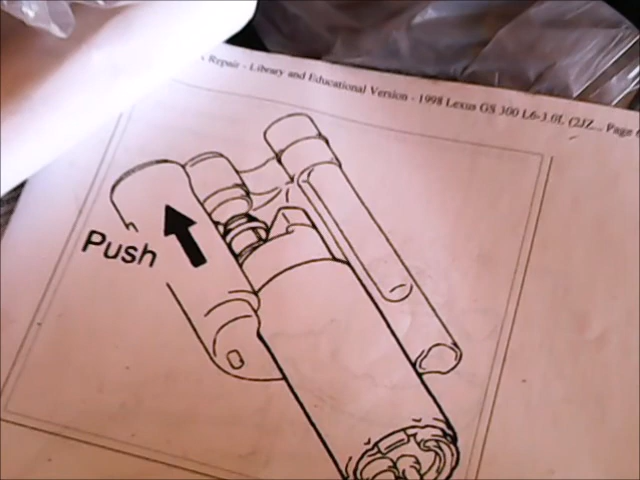 Repair - Library and Educational Version - 1998 Lexus GS 300 L6-3.0L (2JZ... Page
Push